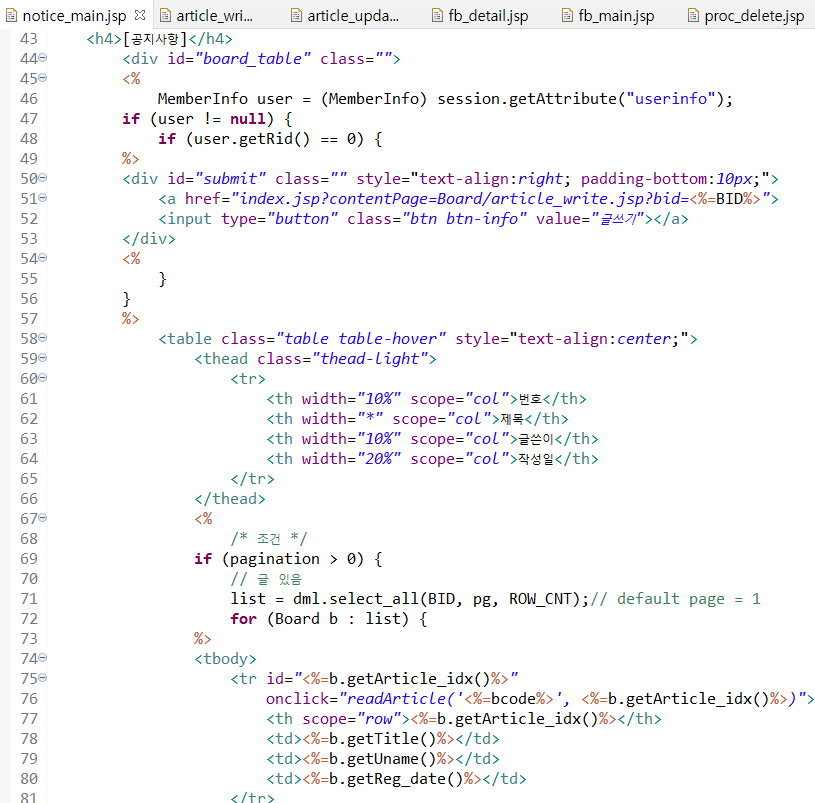 notice_main.jsp article_wri... article_upda... fb_detail.jsp fb_main.jsp proc_delete.jsp
43 <h4>[공지사항]</h4>
44 <div id="board_table" class="">
45 <%
46 MemberInfo user = (MemberInfo) session.getAttribute("userinfo");
47 if (user != null) {
48 if (user.getRid() == 0) {
49 %>
50 <div id="submit" class="" style="text-align:right; padding-bottom:10px;">
51 <a href="index.jsp?contentPage=Board/article_write.jsp?bid=<%=BID%>">
52 <input type="button" class="btn btn-info" value="글쓰기"></a>
53 </div>
54 <%
55 }
56 }
57 %>
58 <table class="table table-hover" style="text-align:center;">
59 <thead class="thead-light">
60 <tr>
61 <th width="10%" scope="col">번호</th>
62 <th width="*" scope="col">제목</th>
63 <th width="10%" scope="col">글쓴이</th>
64 <th width="20%" scope="col">작성일</th>
65 </tr>
66 </thead>
67 <%
68 /* 조건 */
69 if (pagination > 0) {
70 // 글 있음
71 list = dml.select_all(BID, pg, ROW_CNT);// default page = 1
72 for (Board b : list) {
73 %>
74 <tbody>
75 <tr id="<%=b.getArticle_idx()%>"
76 onclick="readArticle('<%=bcode%>', <%=b.getArticle_idx()%>)">
77 <th scope="row"><%=b.getArticle_idx()%></th>
78 <td><%=b.getTitle()%></td>
79 <td><%=b.getUname()%></td>
80 <td><%=b.getReg_date()%></td>
81 </tr>